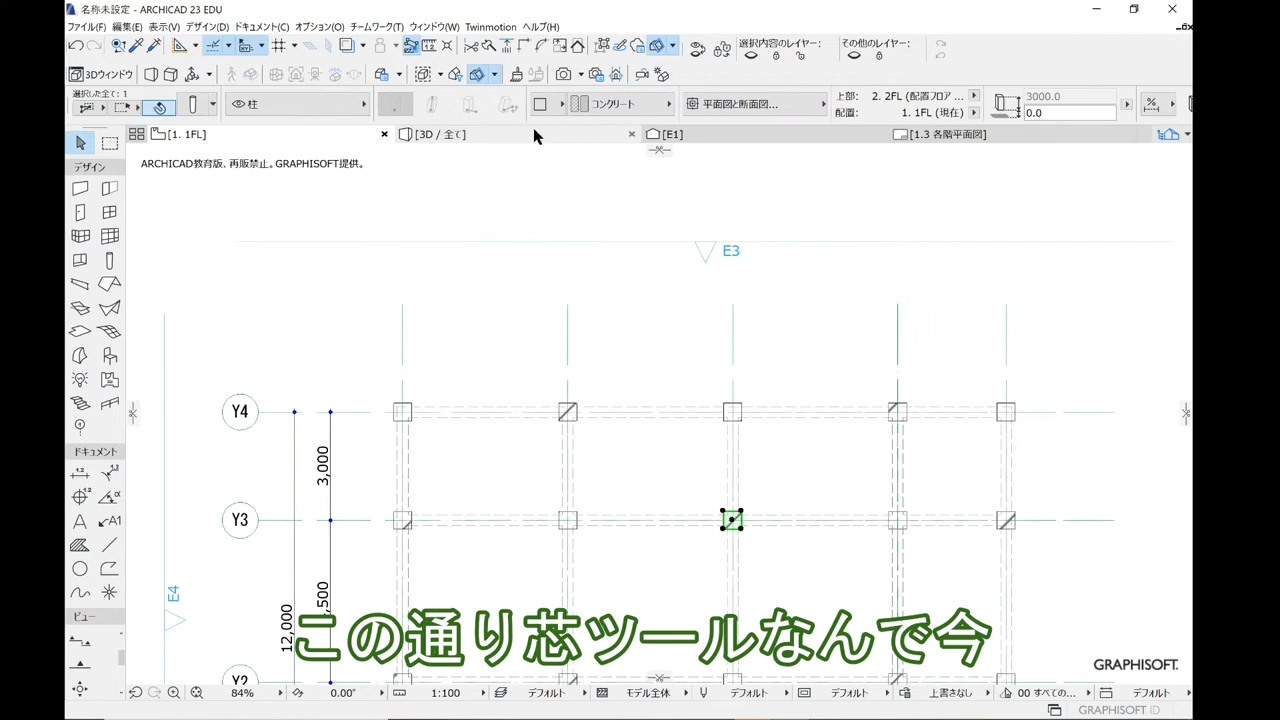 名称未設定 - ARCHICAD 23 EDU
ファイル(F) 編集(E) 表示(V) デザイン(D) ドキュメント(C) オプション(O) チームワーク(T) ウィンドウ(W) Twinmotion ヘルプ(H)
選択内容のレイヤー:
その他のレイヤー:
3Dウィンドウ
選択した全て: 1
柱
コンクリート
平面図と断面図...
上部: 2. 2FL (配置フロア ...
配置: 1. 1FL (現在)
3000.0
0.0
[1. 1FL]
[3D / 全て]
[E1]
[1.3 各階平面図]
デザイン
ARCHICAD教育版、再販禁止。GRAPHISOFT提供。
E3
Y4
3,000
Y3
ドキュメント
E4
12,000
,500
Y2
ビュー
この通り芯ツールなんで今
GRAPHISOFT.
84%
0.00°
1:100
デフォルト
モデル全体
デフォルト
デフォルト
上書きなし
00 すべての...
デフォルト
GRAPHISOFT ID